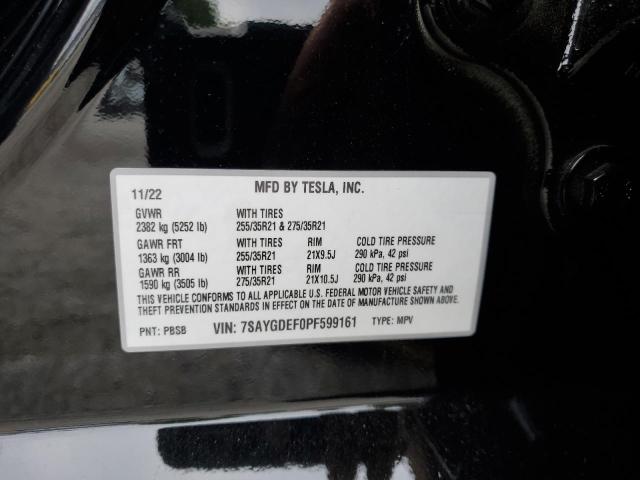 11/22 MFD BY TESLA, INC.
GVWR WITH TIRES
2382 kg (5252 lb) 255/35R21 & 275/35R21
GAWR FRT WITH TIRES RIM COLD TIRE PRESSURE
1363 kg (3004 lb) 255/35R21 21X9.5J 290 kPa, 42 psi
GAWR RR WITH TIRES RIM COLD TIRE PRESSURE
1590 kg (3505 lb) 275/35R21 21X10.5J 290 kPa, 42 psi
THIS VEHICLE CONFORMS TO ALL APPLICABLE U.S. FEDERAL MOTOR VEHICLE SAFETY AND
THEFT PREVENTION STANDARDS IN EFFECT ON THE DATE OF MANUFACTURE SHOWN ABOVE.
PNT: PBSB VIN: 7SAYGDEF0PF599161 TYPE: MPV